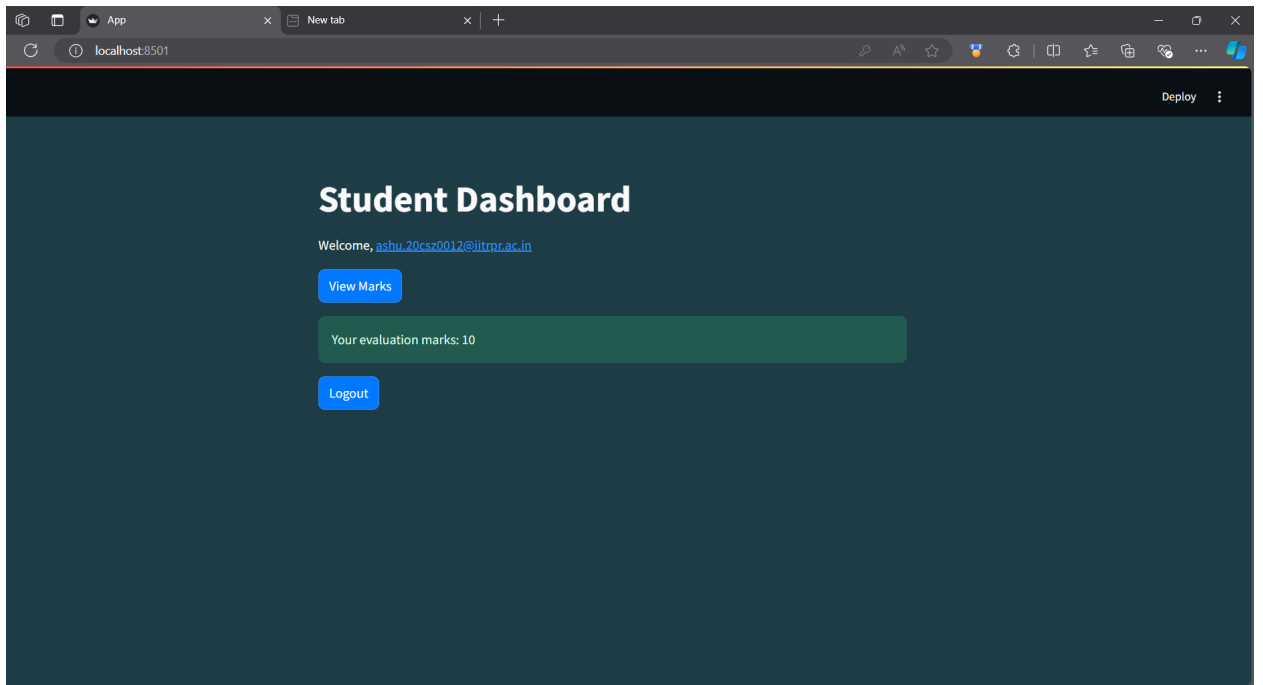 App
New tab
localhost:8501
Deploy
Student Dashboard
Welcome, ashu.20csz0012@iitrpr.ac.in
View Marks
Your evaluation marks: 10
Logout